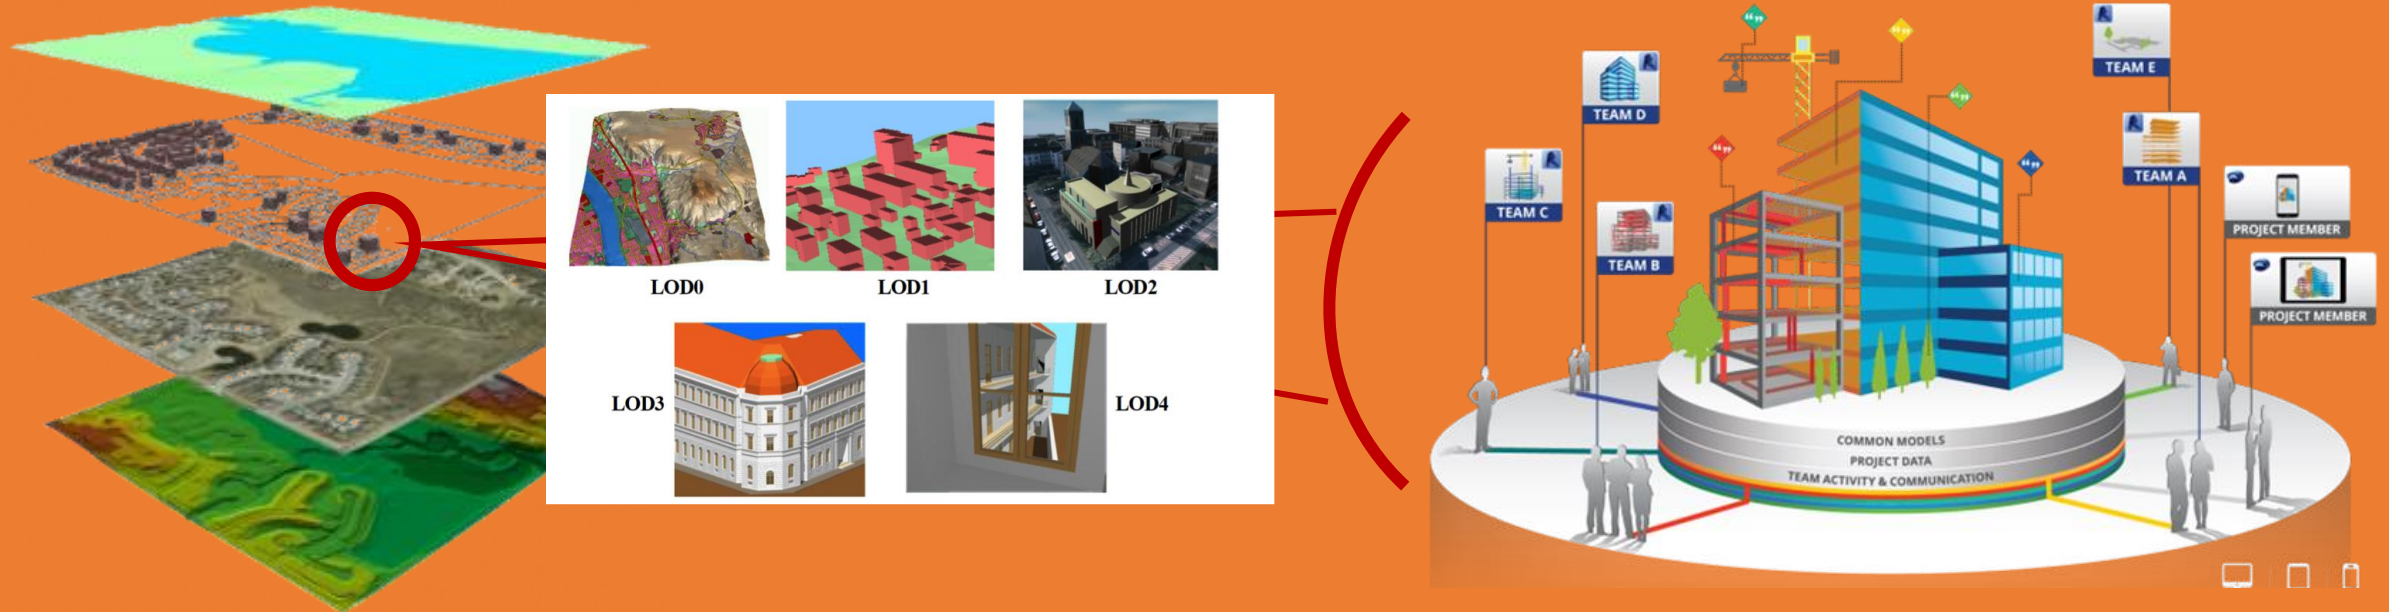 LOD0
LOD1
LOD2
LOD3
LOD4
TEAM D
TEAM E
TEAM C
TEAM A
TEAM B
PROJECT MEMBER
PROJECT MEMBER
COMMON MODELS
PROJECT DATA
TEAM ACTIVITY & COMMUNICATION